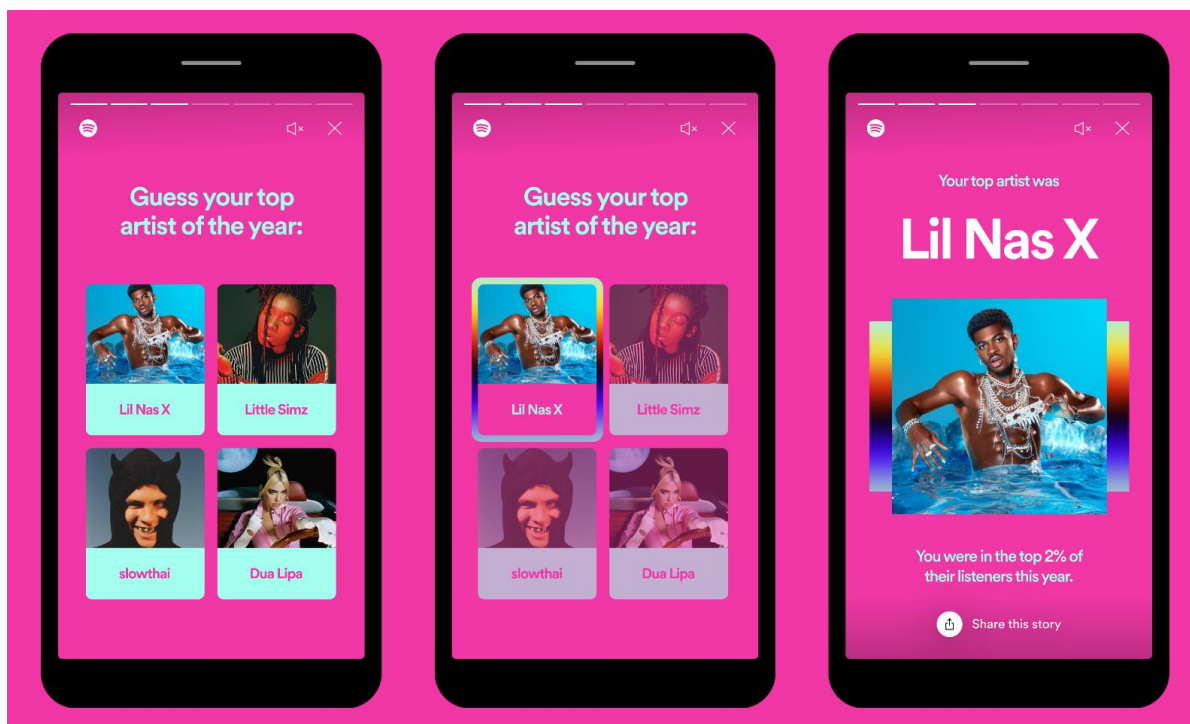 Guess your top
artist of the year:
Lil Nas X
Little Simz
slowthai
Dua Lipa
Guess your top
artist of the year:
Lil Nas X
Little Simz
slowthai
Dua Lipa
Your top artist was
Lil Nas X
You were in the top 2% of
their listeners this year.
Share this story